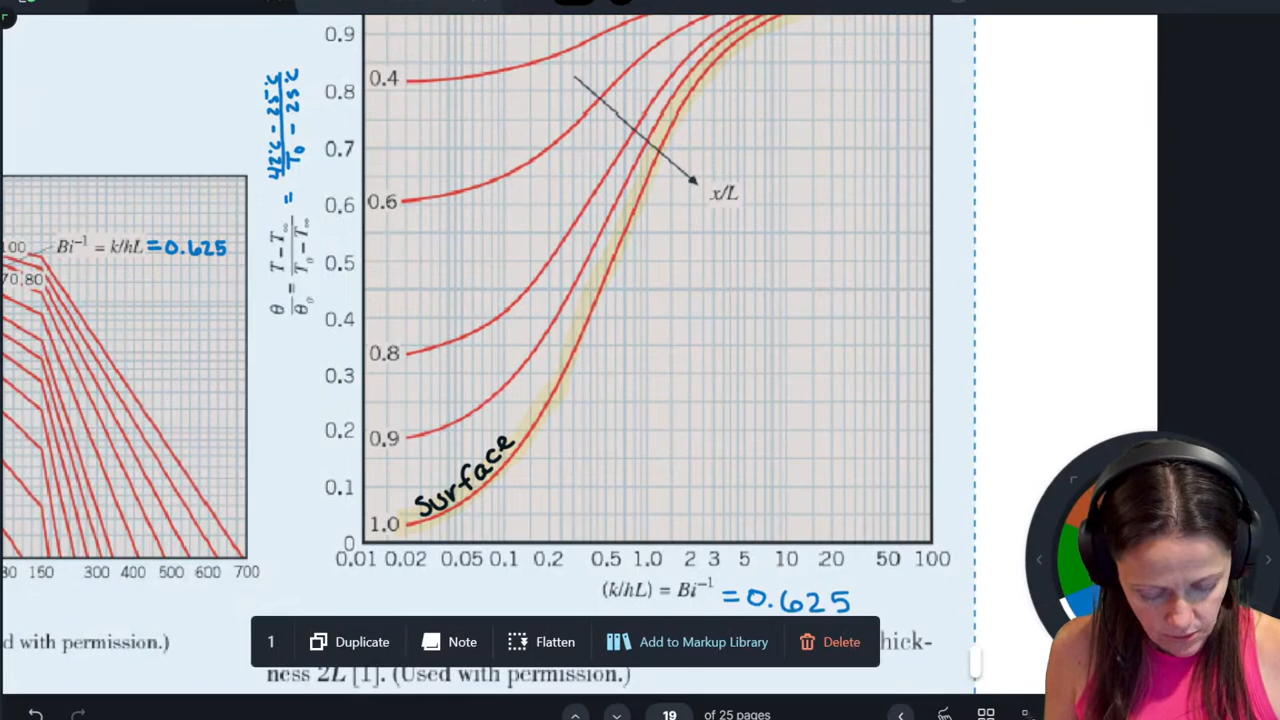 0.9
0.4
0.8
0.7
x/L
0.6
0.6
0.5
0.4
0.8
0.3
0.2
0.9
0.1
1.0
0
Surface
0.01 0.02 0.05 0.1 0.2 0.5 1.0 2 3 5 10 20 50 100
(k/hL) = Bi⁻¹ = 0.625
θ/θ₀ = T − T∞ / T₀ − T∞ = 42°C − 25°C / T₀ − 25°C
100 Bi⁻¹ = k/hL = 0.625
70,80
30 150 300 400 500 600 700
d with permission.)
1 Duplicate Note Flatten Add to Markup Library Delete
hick-
ness 2L [1]. (Used with permission.)
19 of 25 pages